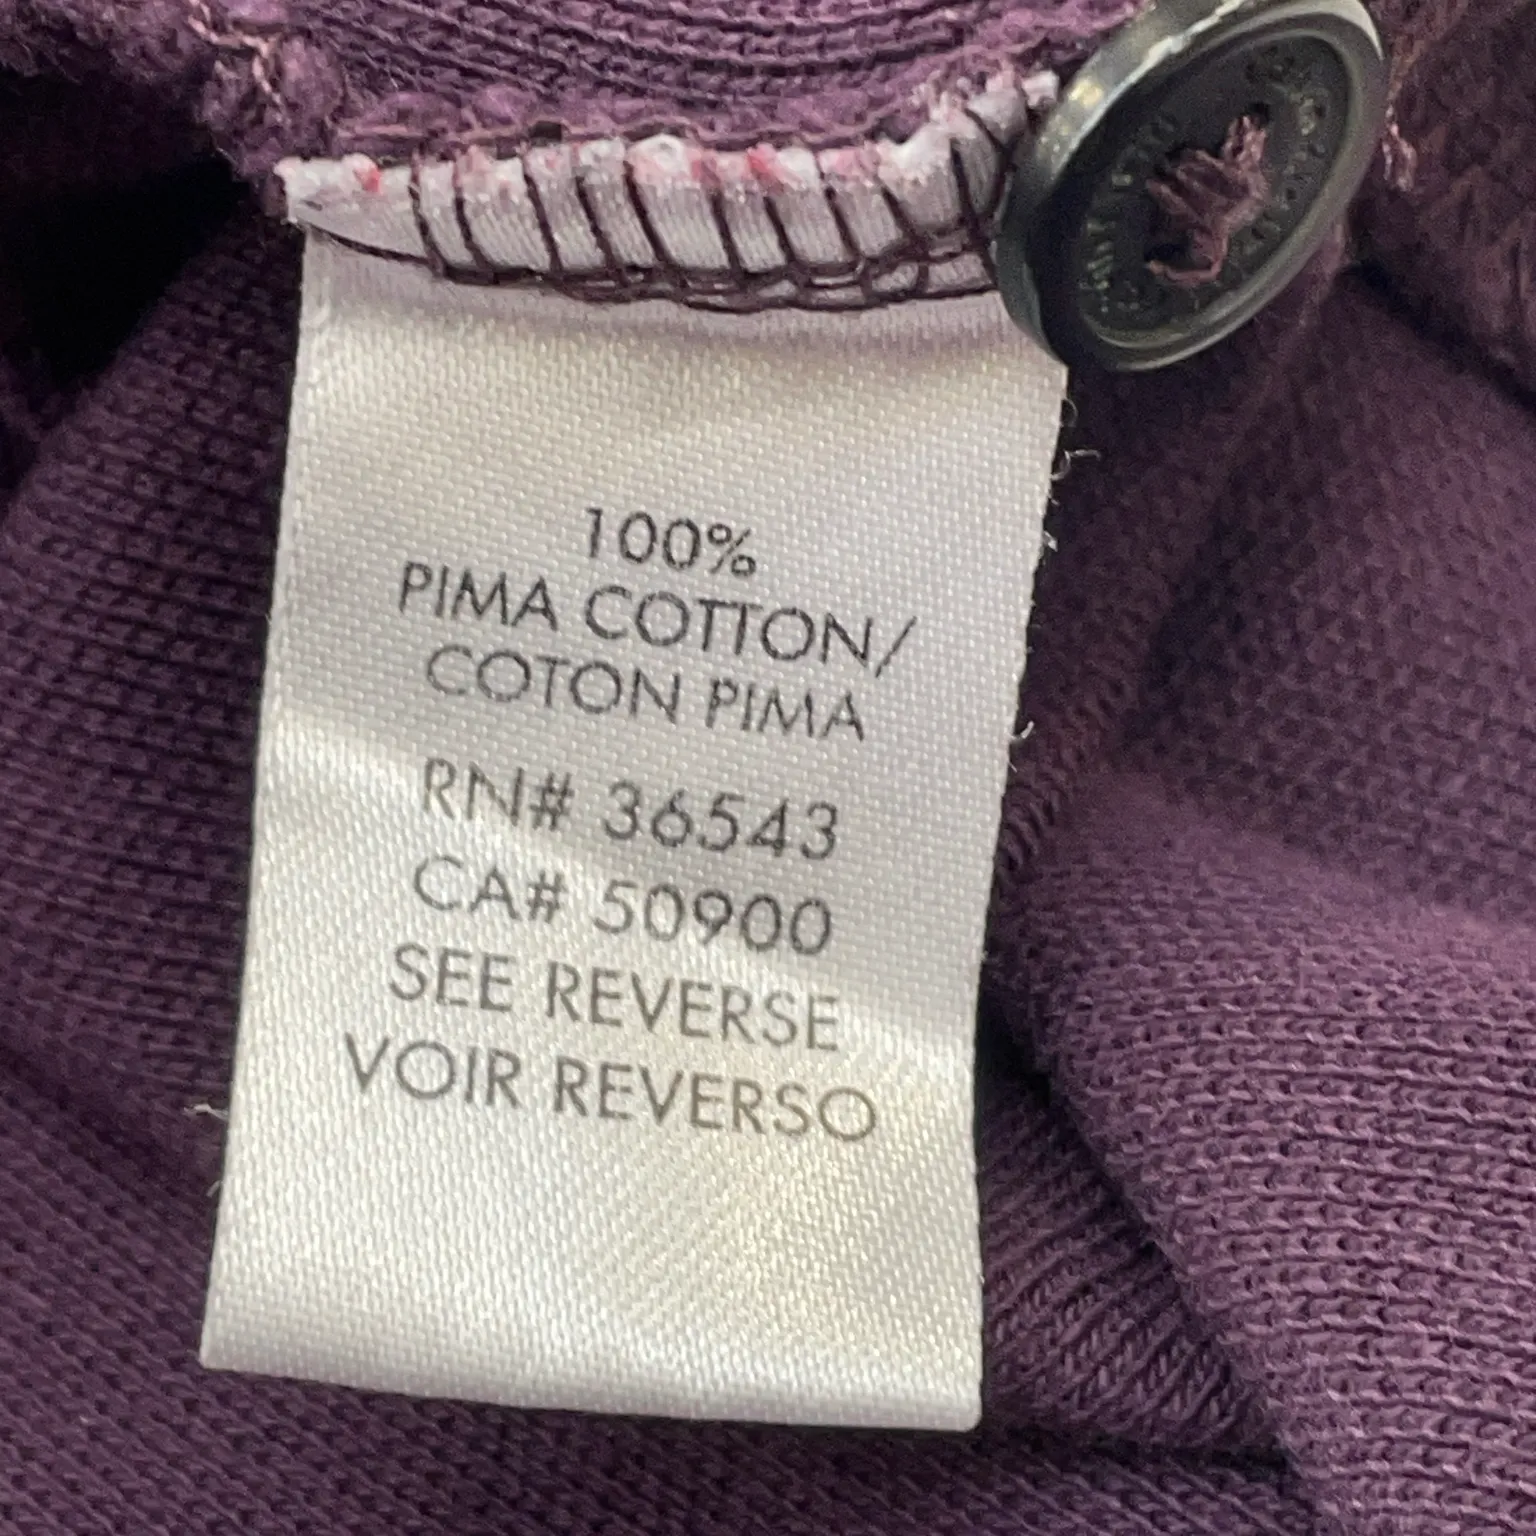 100%
PIMA COTTON/
COTON PIMA
RN# 36543
CA# 50900
SEE REVERSE
VOIR REVERSO